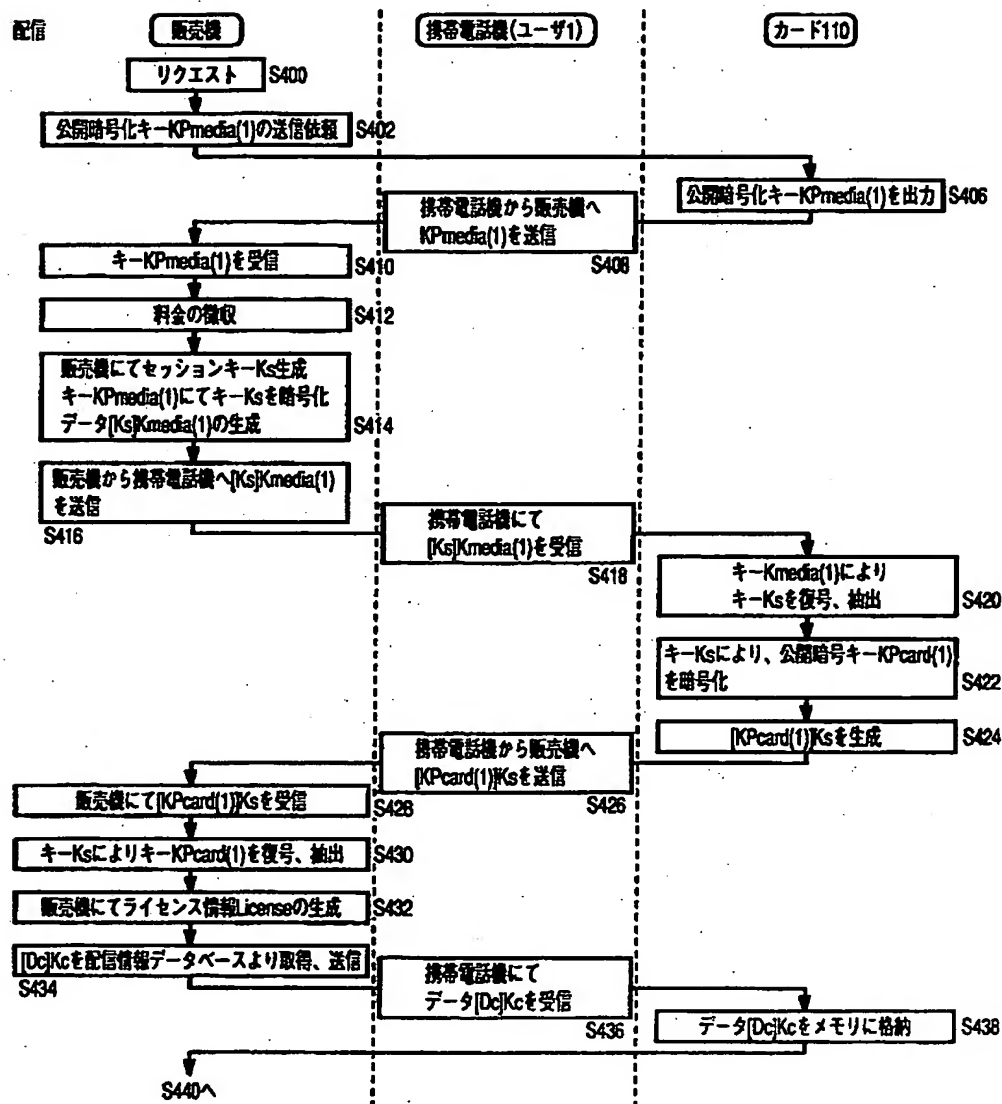 配信
販売機
携帯電話機(ユーザ1)
カード110
リクエスト
S400
公開暗号化キーKPmedia(1)の送信依頼
S402
公開暗号化キーKPmedia(1)を出力
S406
携帯電話機から販売機へ
KPmedia(1)を送信
S408
キーKPmedia(1)を受信
S410
料金の徴収
S412
販売機にてセッションキーKs生成
キーKPmedia(1)にてキーKsを暗号化
データ[Ks]Kmedia(1)の生成
S414
販売機から携帯電話機へ[Ks]Kmedia(1)
を送信
S416
携帯電話機にて
[Ks]Kmedia(1)を受信
S418
キーKmedia(1)により
キーKsを復号、抽出
S420
キーKsにより、公開暗号キーKPcard(1)
を暗号化
S422
[KPcard(1)]Ksを生成
S424
携帯電話機から販売機へ
[KPcard(1)]Ksを送信
S426
販売機にて[KPcard(1)]Ksを受信
S428
キーKsによりキーKPcard(1)を復号、抽出
S430
販売機にてライセンス情報Licenseの生成
S432
[Dc]Kcを配信情報データベースより取得、送信
S434
携帯電話機にて
データ[Dc]Kcを受信
S436
データ[Dc]Kcをメモリに格納
S438
S440へ